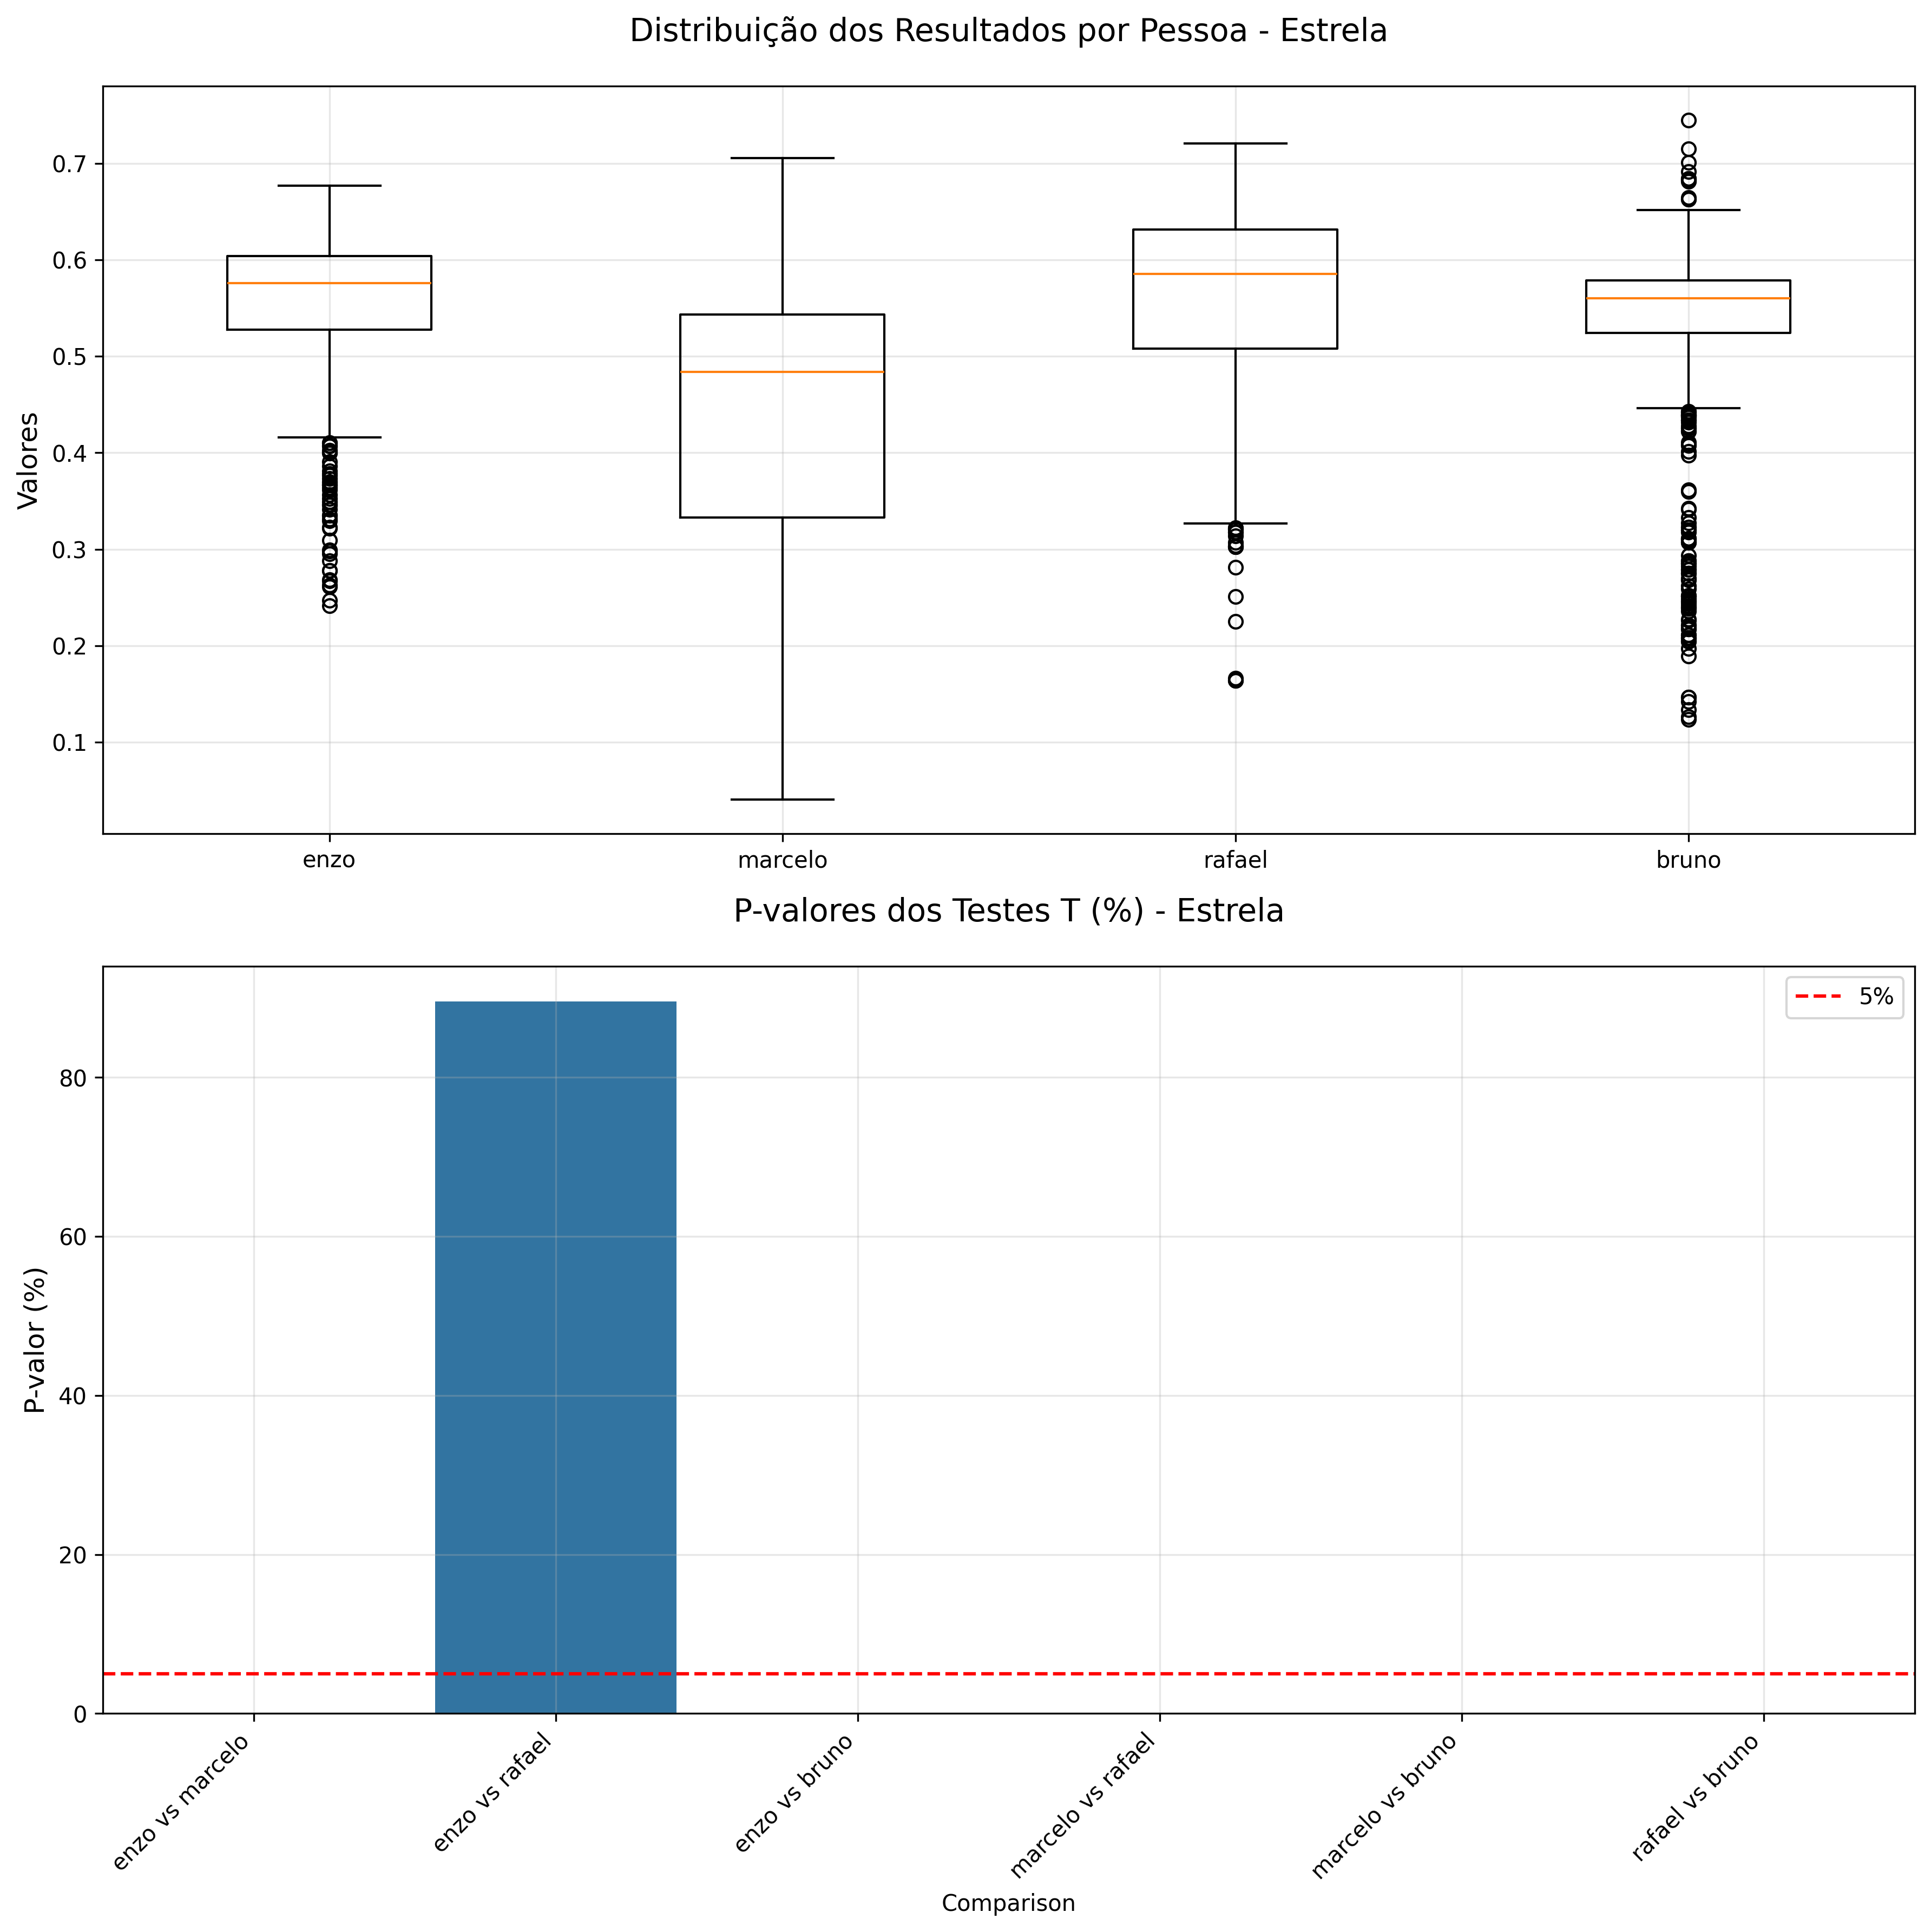 Distribuição dos Resultados por Pessoa - Estrela
Valores
0.7
0.6
0.5
0.4
0.3
0.2
0.1
enzo
marcelo
rafael
bruno
P-valores dos Testes T (%) - Estrela
5%
P-valor (%)
80
60
40
20
0
enzo vs marcelo
enzo vs rafael
enzo vs bruno
marcelo vs rafael
marcelo vs bruno
rafael vs bruno
Comparison